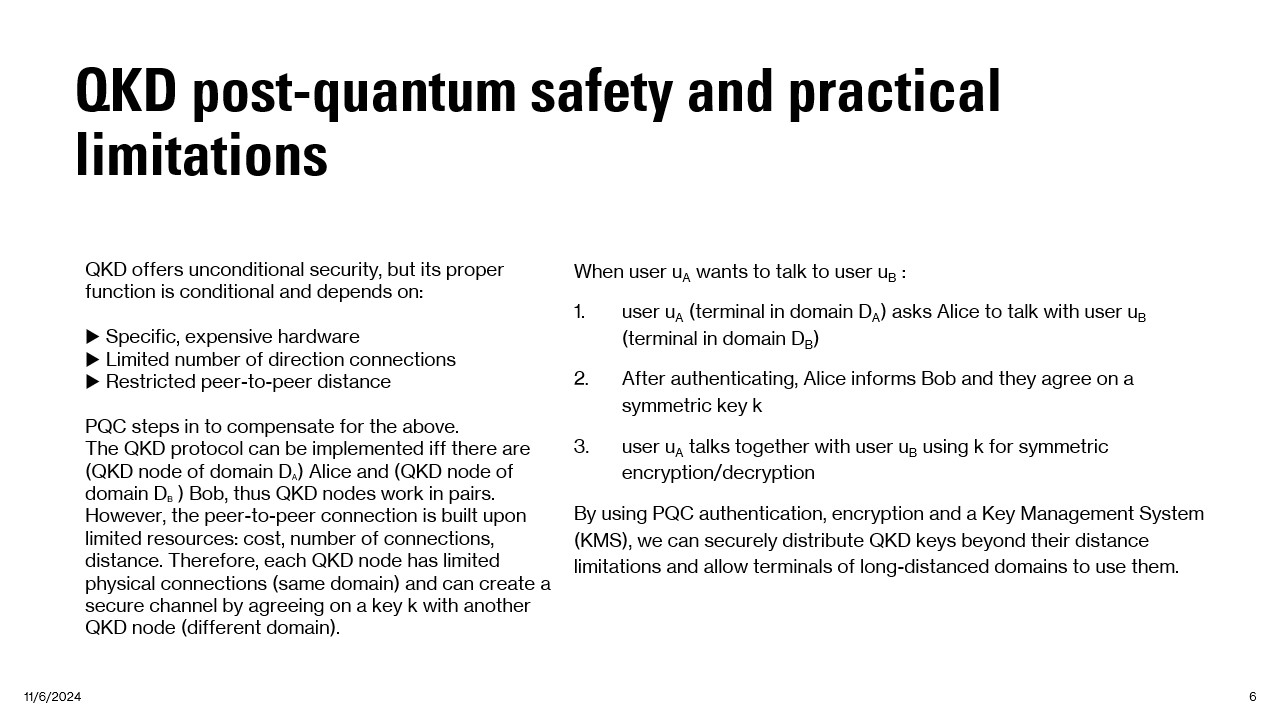 QKD post-quantum safety and practical
limitations
QKD offers unconditional security, but its proper
function is conditional and depends on:
▶ Specific, expensive hardware
▶ Limited number of direction connections
▶ Restricted peer-to-peer distance
PQC steps in to compensate for the above.
The QKD protocol can be implemented iff there are
(QKD node of domain D_A) Alice and (QKD node of
domain D_B ) Bob, thus QKD nodes work in pairs.
However, the peer-to-peer connection is built upon
limited resources: cost, number of connections,
distance. Therefore, each QKD node has limited
physical connections (same domain) and can create a
secure channel by agreeing on a key k with another
QKD node (different domain).
When user u_A wants to talk to user u_B :
1. user u_A (terminal in domain D_A) asks Alice to talk with user u_B
(terminal in domain D_B)
2. After authenticating, Alice informs Bob and they agree on a
symmetric key k
3. user u_A talks together with user u_B using k for symmetric
encryption/decryption
By using PQC authentication, encryption and a Key Management System
(KMS), we can securely distribute QKD keys beyond their distance
limitations and allow terminals of long-distanced domains to use them.
11/6/2024
6